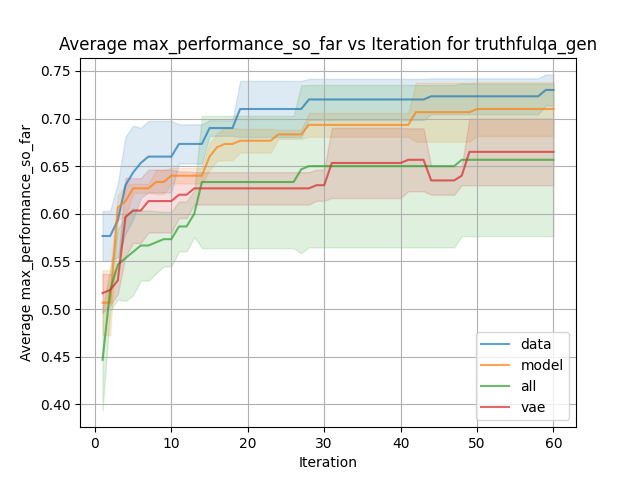 Average max_performance_so_far vs Iteration for truthfulqa_gen
0.75
0.70
0.65
0.60
0.55
0.50
0.45
0.40
Average max_performance_so_far
data
model
all
vae
0
10
20
30
40
50
60
Iteration